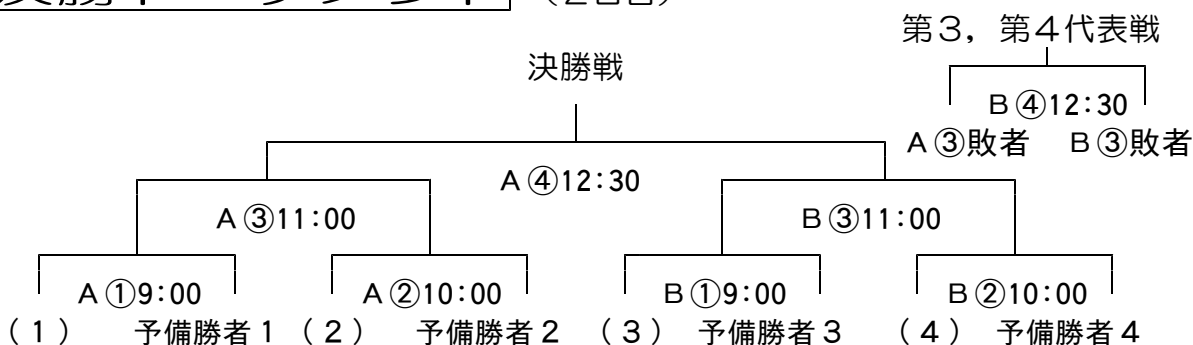 決勝トーナメント（2日目）
第３，第４代表戦
決勝戦
B④12:30
A③敗者　B③敗者
A④12:30
A③11:00　B③11:00
A①9:00　A②10:00　B①9:00　B②10:00
（1）　予備勝者1（2）　予備勝者2　（3）　予備勝者3　（4）　予備勝者4